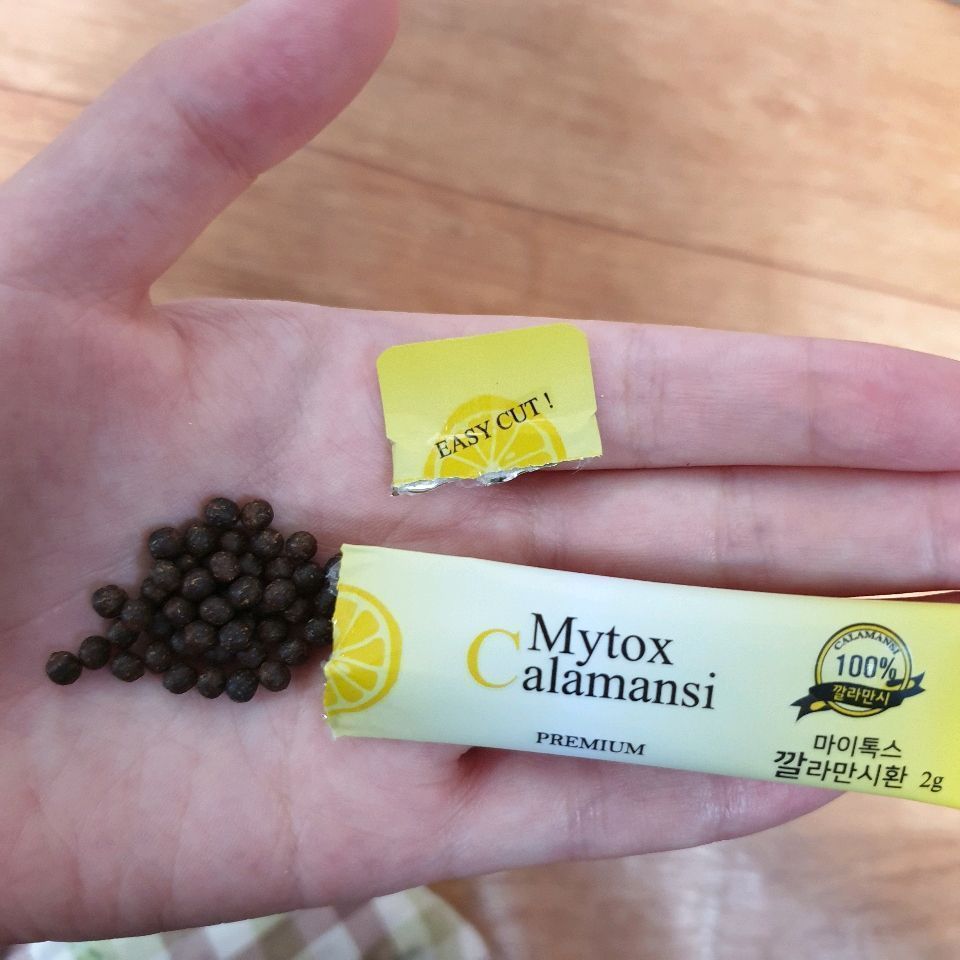 EASY CUT !
Mytox
Calamansi
PREMIUM
CALAMANSI
100%
깔라만시
마이톡스
깔라만시환 2g